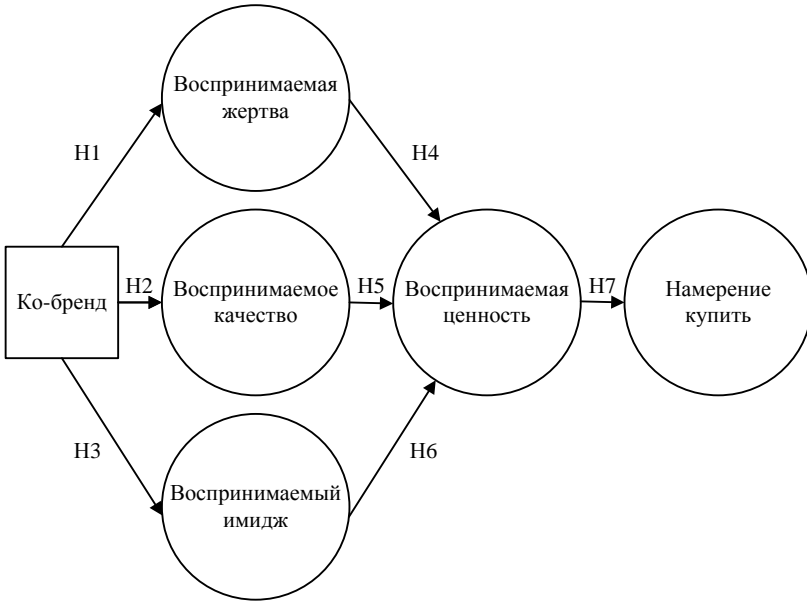 Воспринимаемая
жертва
H1
H4
Ко-бренд
H2
Воспринимаемое
качество
H5
Воспринимаемая
ценность
H7
Намерение
купить
H3
H6
Воспринимаемый
имидж